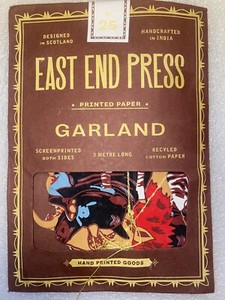 25
DESIGNED
IN SCOTLAND
HANDCRAFTED
IN INDIA
EAST END PRESS
• PRINTED PAPER •
GARLAND
SCREENPRINTED
BOTH SIDES
3 METRE LONG
RECYLED
COTTON PAPER
HAND PRINTED GOODS